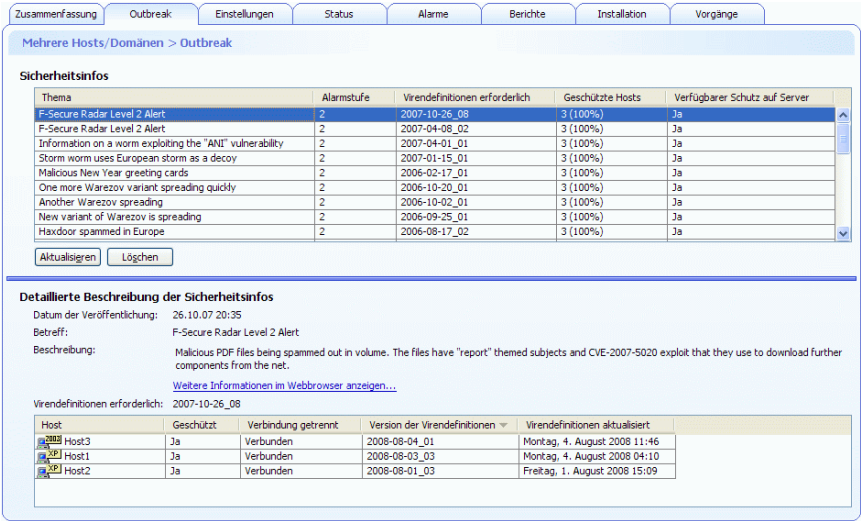 Zusammenfassung Outbreak Einstellungen Status Alarme Berichte Installation Vorgänge
Mehrere Hosts/Domänen > Outbreak
Sicherheitsinfos
Thema Alarmstufe Virendefinitionen erforderlich Geschützte Hosts Verfügbarer Schutz auf Server
F-Secure Radar Level 2 Alert 2 2007-10-26_08 3 (100%) Ja
F-Secure Radar Level 2 Alert 2 2007-04-08_02 3 (100%) Ja
Information on a worm exploiting the "ANI" vulnerability 2 2007-04-01_01 3 (100%) Ja
Storm worm uses European storm as a decoy 2 2007-01-15_01 3 (100%) Ja
Malicious New Year greeting cards 2 2006-02-17_01 3 (100%) Ja
One more Warezov variant spreading quickly 2 2006-10-20_01 3 (100%) Ja
Another Warezov spreading 2 2006-10-02_01 3 (100%) Ja
New variant of Warezov is spreading 2 2006-09-25_01 3 (100%) Ja
Haxdoor spammed in Europe 2 2006-08-17_02 3 (100%) Ja
Aktualisieren Löschen
Detaillierte Beschreibung der Sicherheitsinfos
Datum der Veröffentlichung: 26.10.07 20:35
Betreff: F-Secure Radar Level 2 Alert
Beschreibung: Malicious PDF files being spammed out in volume. The files have "report" themed subjects and CVE-2007-5020 exploit that they use to download further
components from the net.
Weitere Informationen im Webbrowser anzeigen...
Virendefinitionen erforderlich: 2007-10-26_08
Host Geschützt Verbindung getrennt Version der Virendefinitionen Virendefinitionen aktualisiert
2003 Host3 Ja Verbunden 2008-08-04_01 Montag, 4. August 2008 11:46
XP Host1 Ja Verbunden 2008-08-03_03 Montag, 4. August 2008 04:10
XP Host2 Ja Verbunden 2008-08-01_03 Freitag, 1. August 2008 15:09